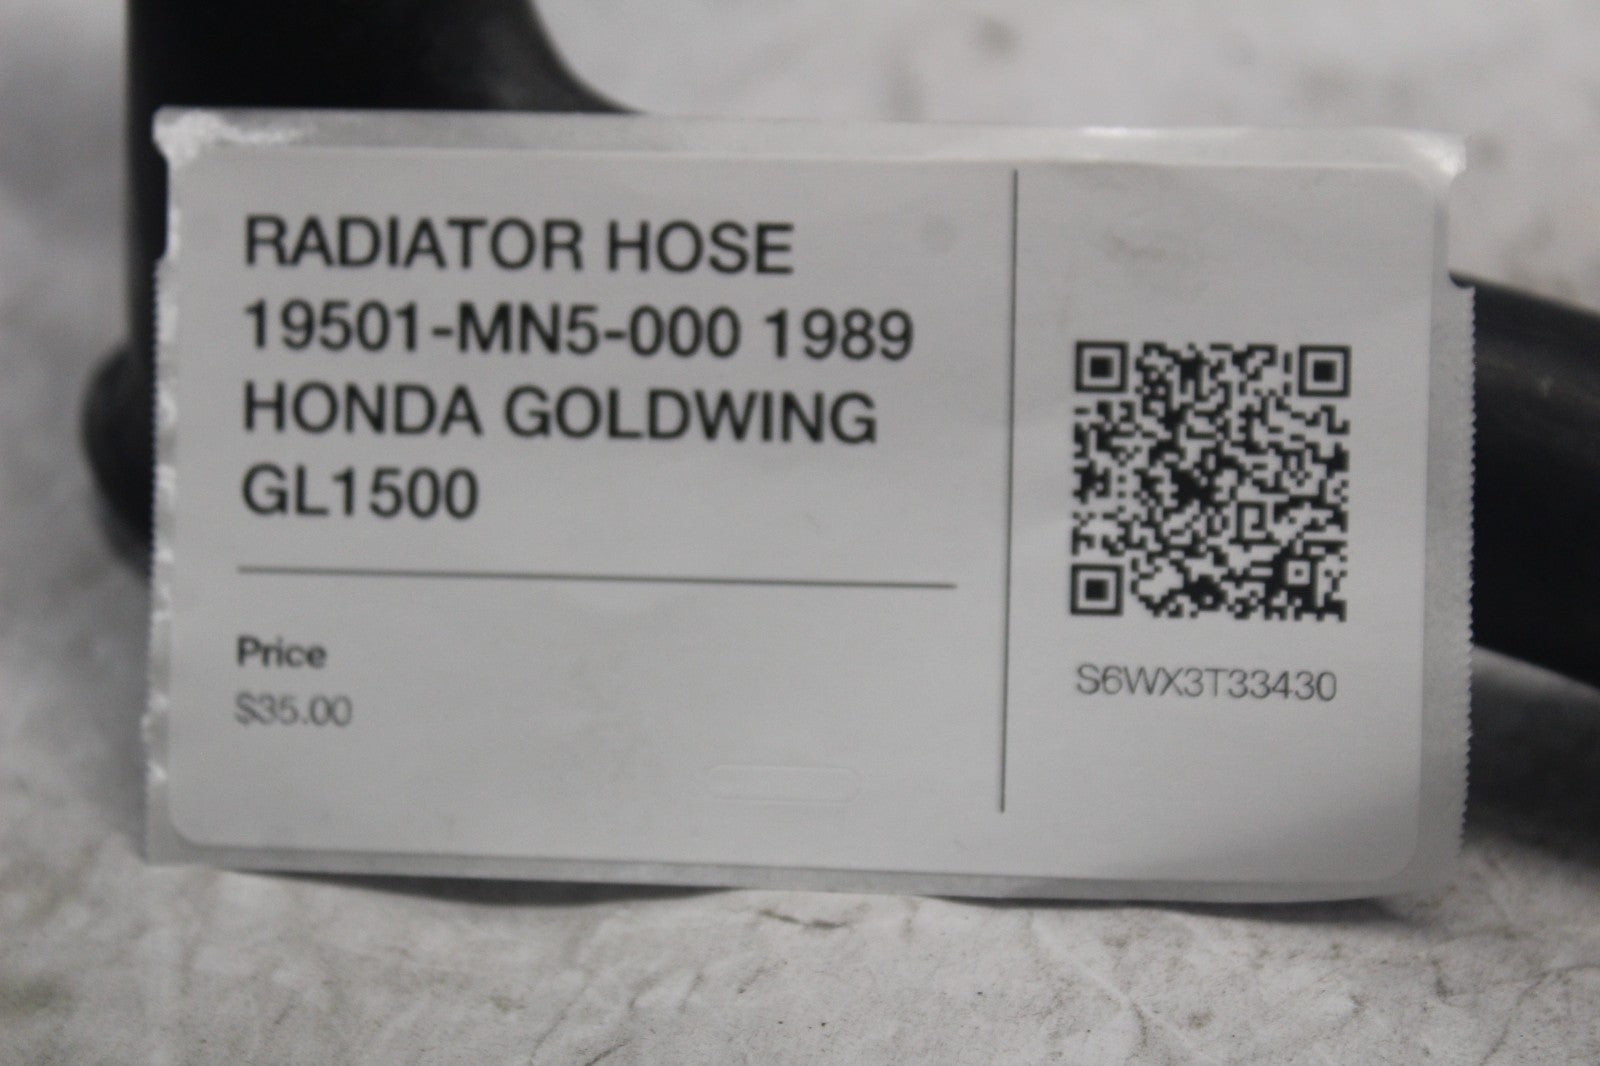 RADIATOR HOSE
19501-MN5-000 1989
HONDA GOLDWING
GL1500
Price
$35.00
S6WX3T33430